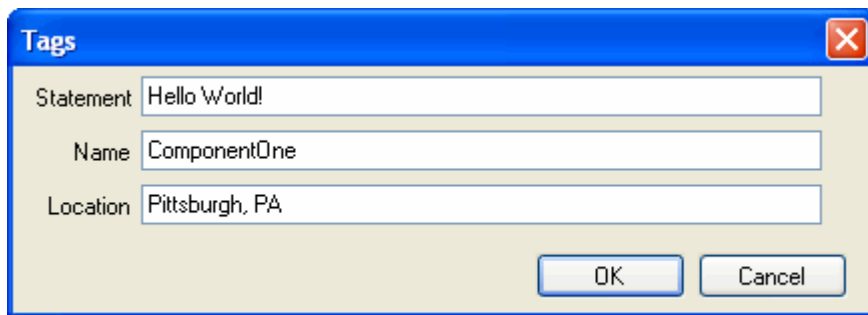 Tags
Statement Hello World!
Name ComponentOne
Location Pittsburgh, PA
OK Cancel